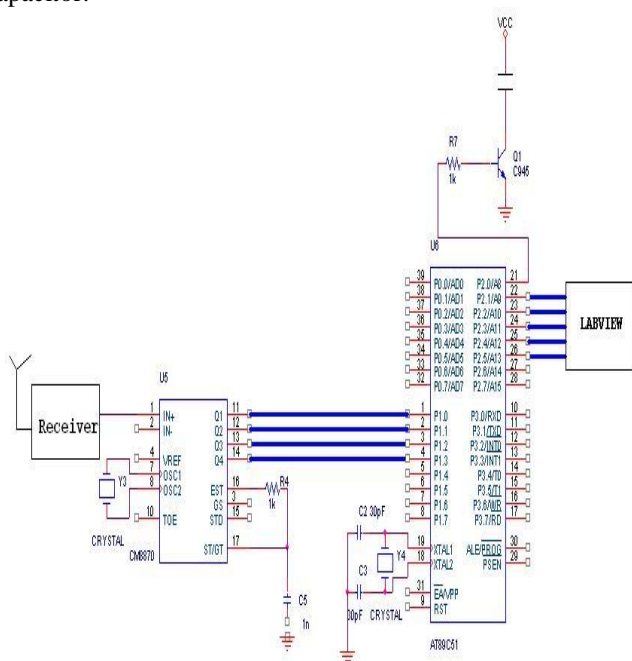 apacitor.
VCC
R7
1k
Q1
C945
U6
39 P0.0/AD0 P2.0/A8 21
38 P0.1/AD1 P2.1/A9 22
37 P0.2/AD2 P2.2/A10 23
36 P0.3/AD3 P2.3/A11 24
35 P0.4/AD4 P2.4/A12 25
34 P0.5/AD5 P2.5/A13 26
33 P0.6/AD6 P2.6/A14 27
32 P0.7/AD7 P2.7/A15 28
LABVIEW
1 P1.0 P3.0/RXD 10
2 P1.1 P3.1/TXD 11
3 P1.2 P3.2/INT0 12
4 P1.3 P3.3/INT1 13
5 P1.4 P3.4/T0 14
6 P1.5 P3.5/T1 15
7 P1.6 P3.6/WR 16
8 P1.7 P3.7/RD 17
19 XTAL1 ALE/PROG 30
18 XTAL2 PSEN 29
31 EA/VPP
9 RST
AT89C51
Receiver
U5
1 IN+ Q1 11
2 IN- Q2 12
Q3 13
4 VREF Q4 14
7 OSC1
8 OSC2 EST 16
GS 3
10 TOE STD 15
ST/GT 17
CM8870
Y3
CRYSTAL
R4
1k
C5
1n
C2 30pF
Y4
C3
30pF CRYSTAL